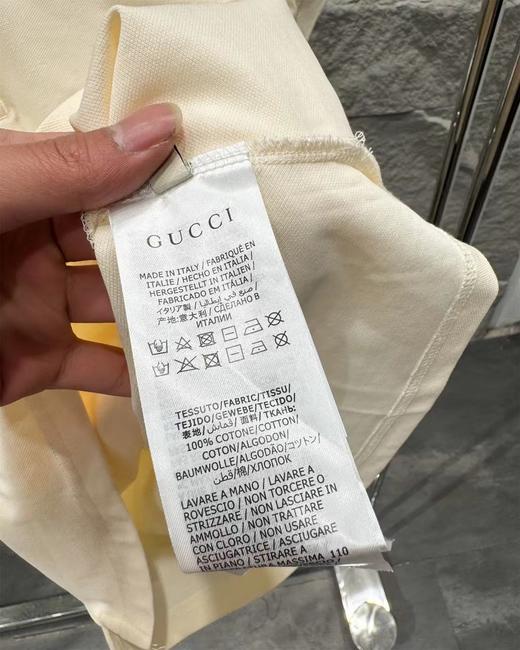 GUCCI
MADE IN ITALY / FABRIQUÉ EN
ITALIE / HECHO EN ITALIA /
HERGESTELLT IN ITALIEN /
FABRICADO EM ITÁLIA /
イタリア製 / صنع في إيطاليا /
产地:意大利 / СДЕЛАНО В
ИТАЛИИ
TESSUTO/FABRIC/TISSU/
TEJIDO/GEWEBE/TECIDO/
表地/قماش/面料/ТКАНЬ:
100% COTONE/COTTON/
COTON/ALGODON/
BAUMWOLLE/ALGODÃO/コットン/
قطن/棉/ХЛОПОК
LAVARE A MANO / LAVARE A
ROVESCIO / NON TORCERE O
STRIZZARE / NON LASCIARE IN
AMMOLLO / NON TRATTARE
CON CLORO / NON USARE
ASCIUGATRICE / ASCIUGARE
IN PIANO / STIRARE A
MASSIMA 110